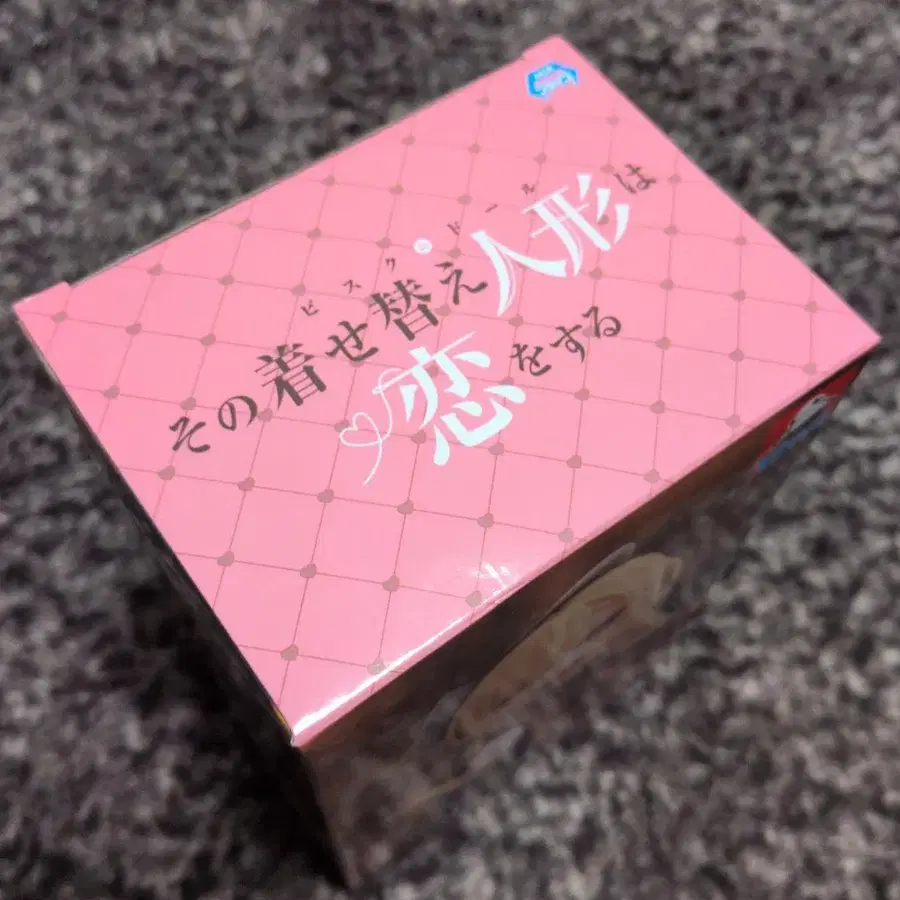 ビスク・ドール
その着せ替え人形は
恋をする